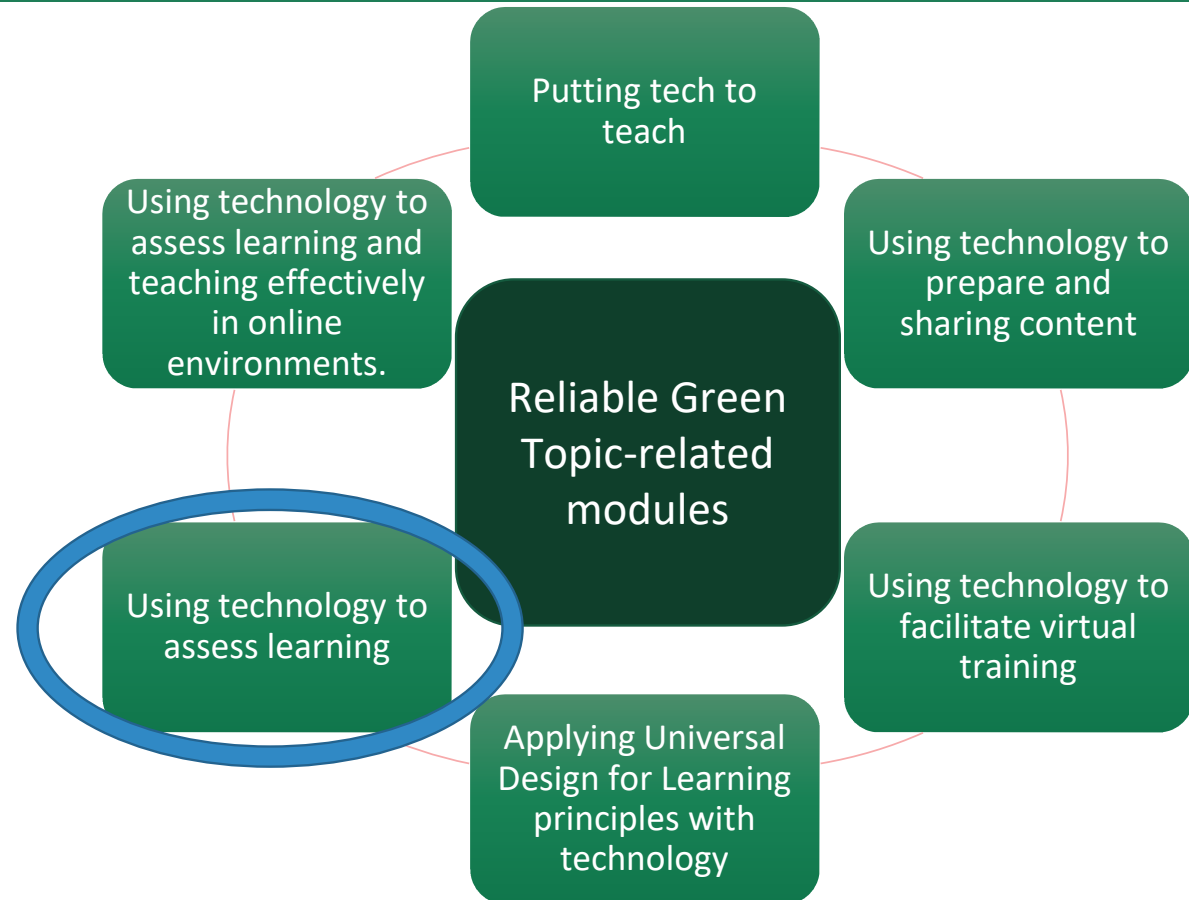 Putting tech to
teach
Using technology to
prepare and
sharing content
Using technology to
facilitate virtual
training
Applying Universal
Design for Learning
principles with
technology
Using technology to
assess learning
Using technology to
assess learning and
teaching effectively
in online
environments.
Reliable Green
Topic-related
modules